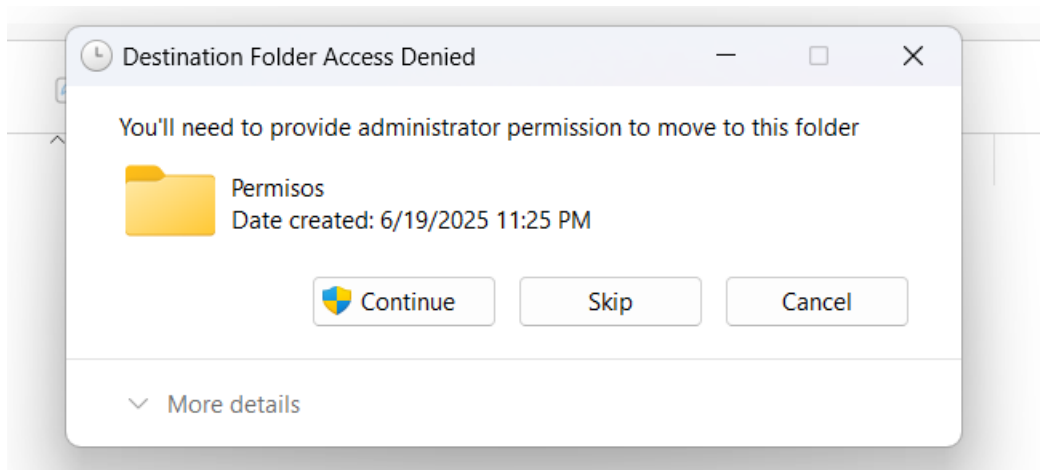 Destination Folder Access Denied
You'll need to provide administrator permission to move to this folder
Permisos
Date created: 6/19/2025 11:25 PM
Continue
Skip
Cancel
More details